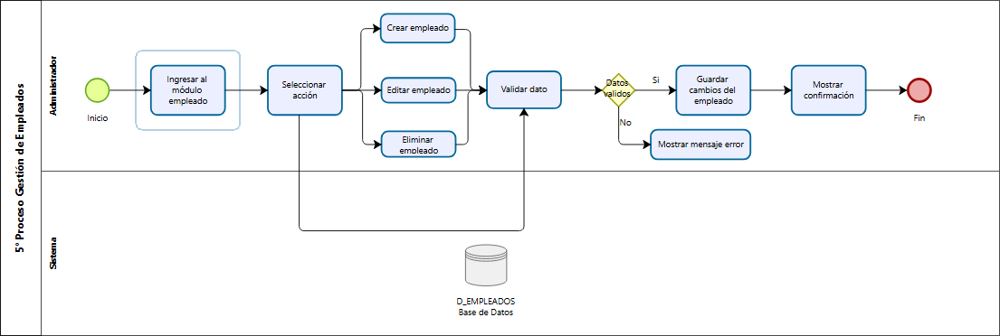 5° Proceso Gestión de Empleados
Administrador
Inicio
Ingresar al
módulo
empleado
Seleccionar
acción
Crear empleado
Editar empleado
Eliminar
empleado
Validar dato
Datos
validos
Si
No
Guardar
cambios del
empleado
Mostrar
confirmación
Fin
Mostrar mensaje error
Sistema
D_EMPLEADOS
Base de Datos